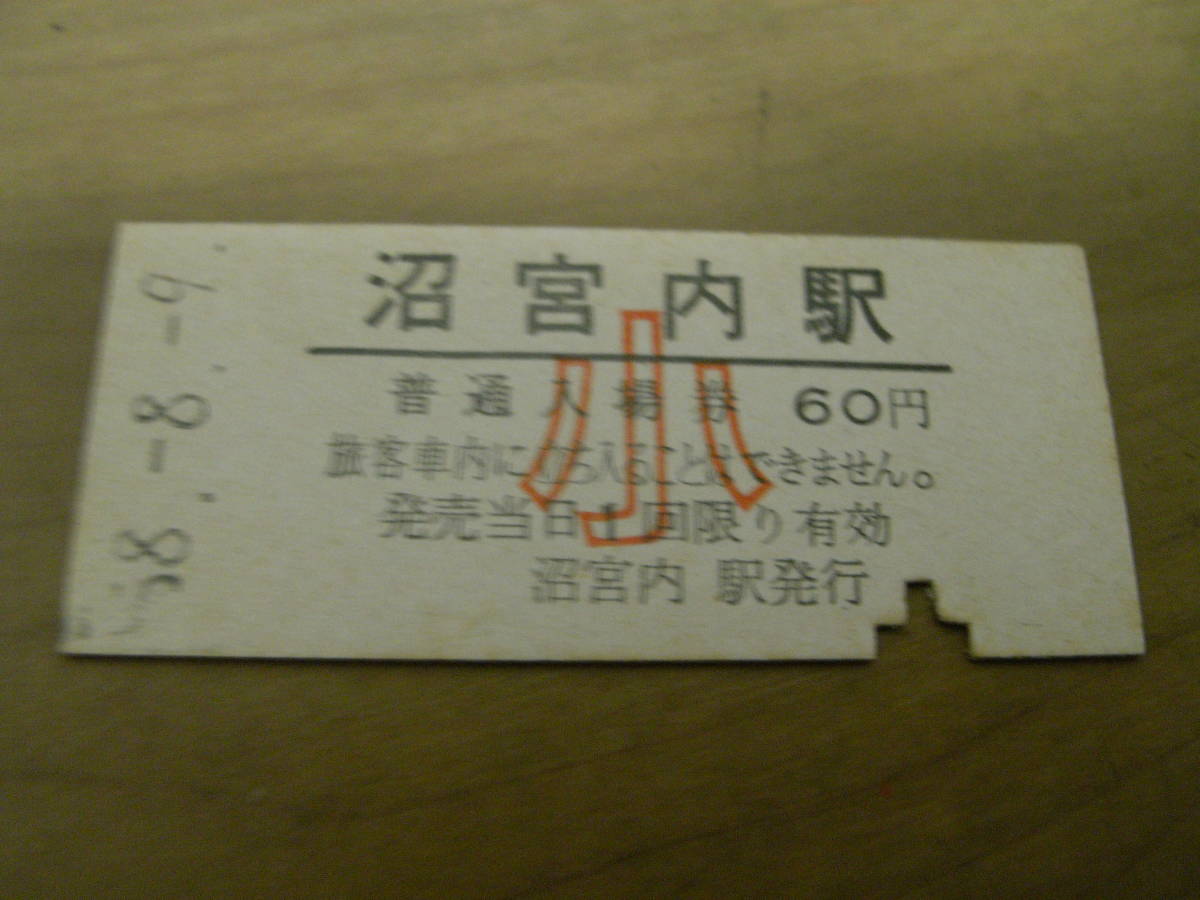 沼宮内駅
普通入場券 60円
旅客車内に立ち入ることはできません。
発売当日1回限り有効
沼宮内 駅発行
小
58.-8.-9.